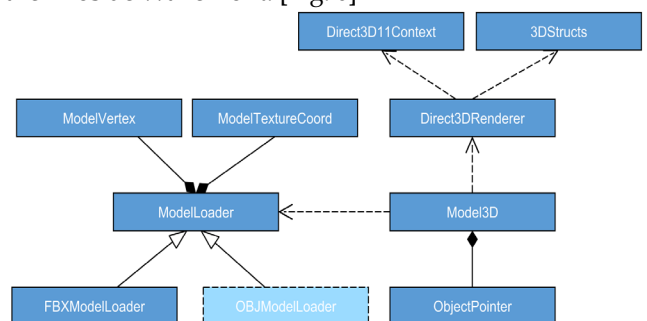 Direct3D11Context 3DStructs
ModelVertex ModelTextureCoord Direct3DRenderer
ModelLoader Model3D
FBXModelLoader OBJModelLoader ObjectPointer